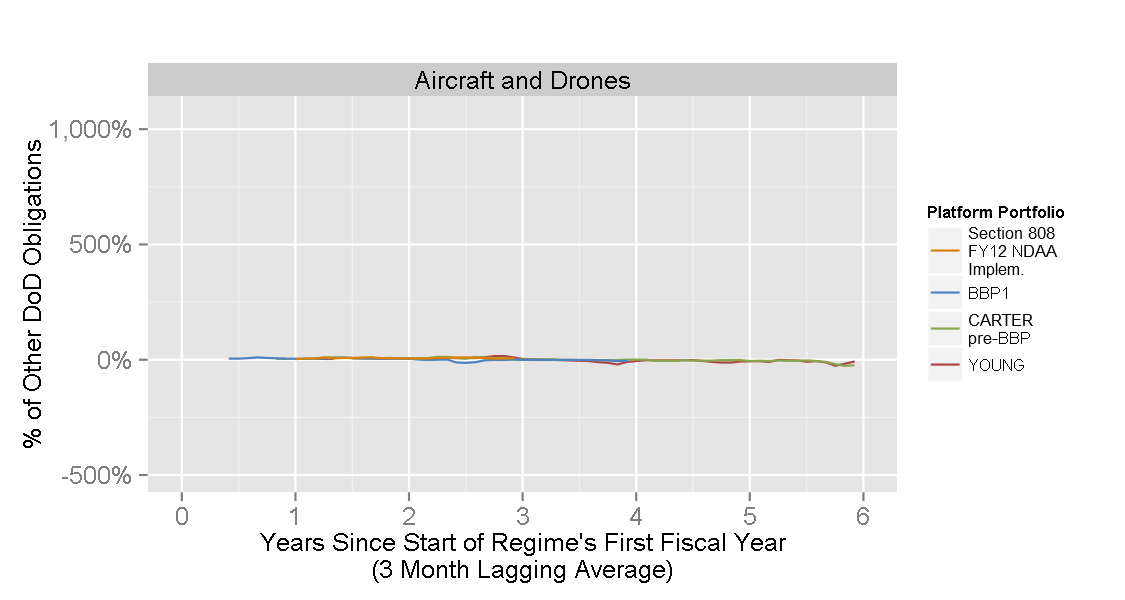 Aircraft and Drones
% of Other DoD Obligations
1,000%
500%
0%
-500%
0 1 2 3 4 5 6
Years Since Start of Regime's First Fiscal Year
(3 Month Lagging Average)
Platform Portfolio
Section 808
FY12 NDAA
Implem.
BBP1
CARTER
pre-BBP
YOUNG